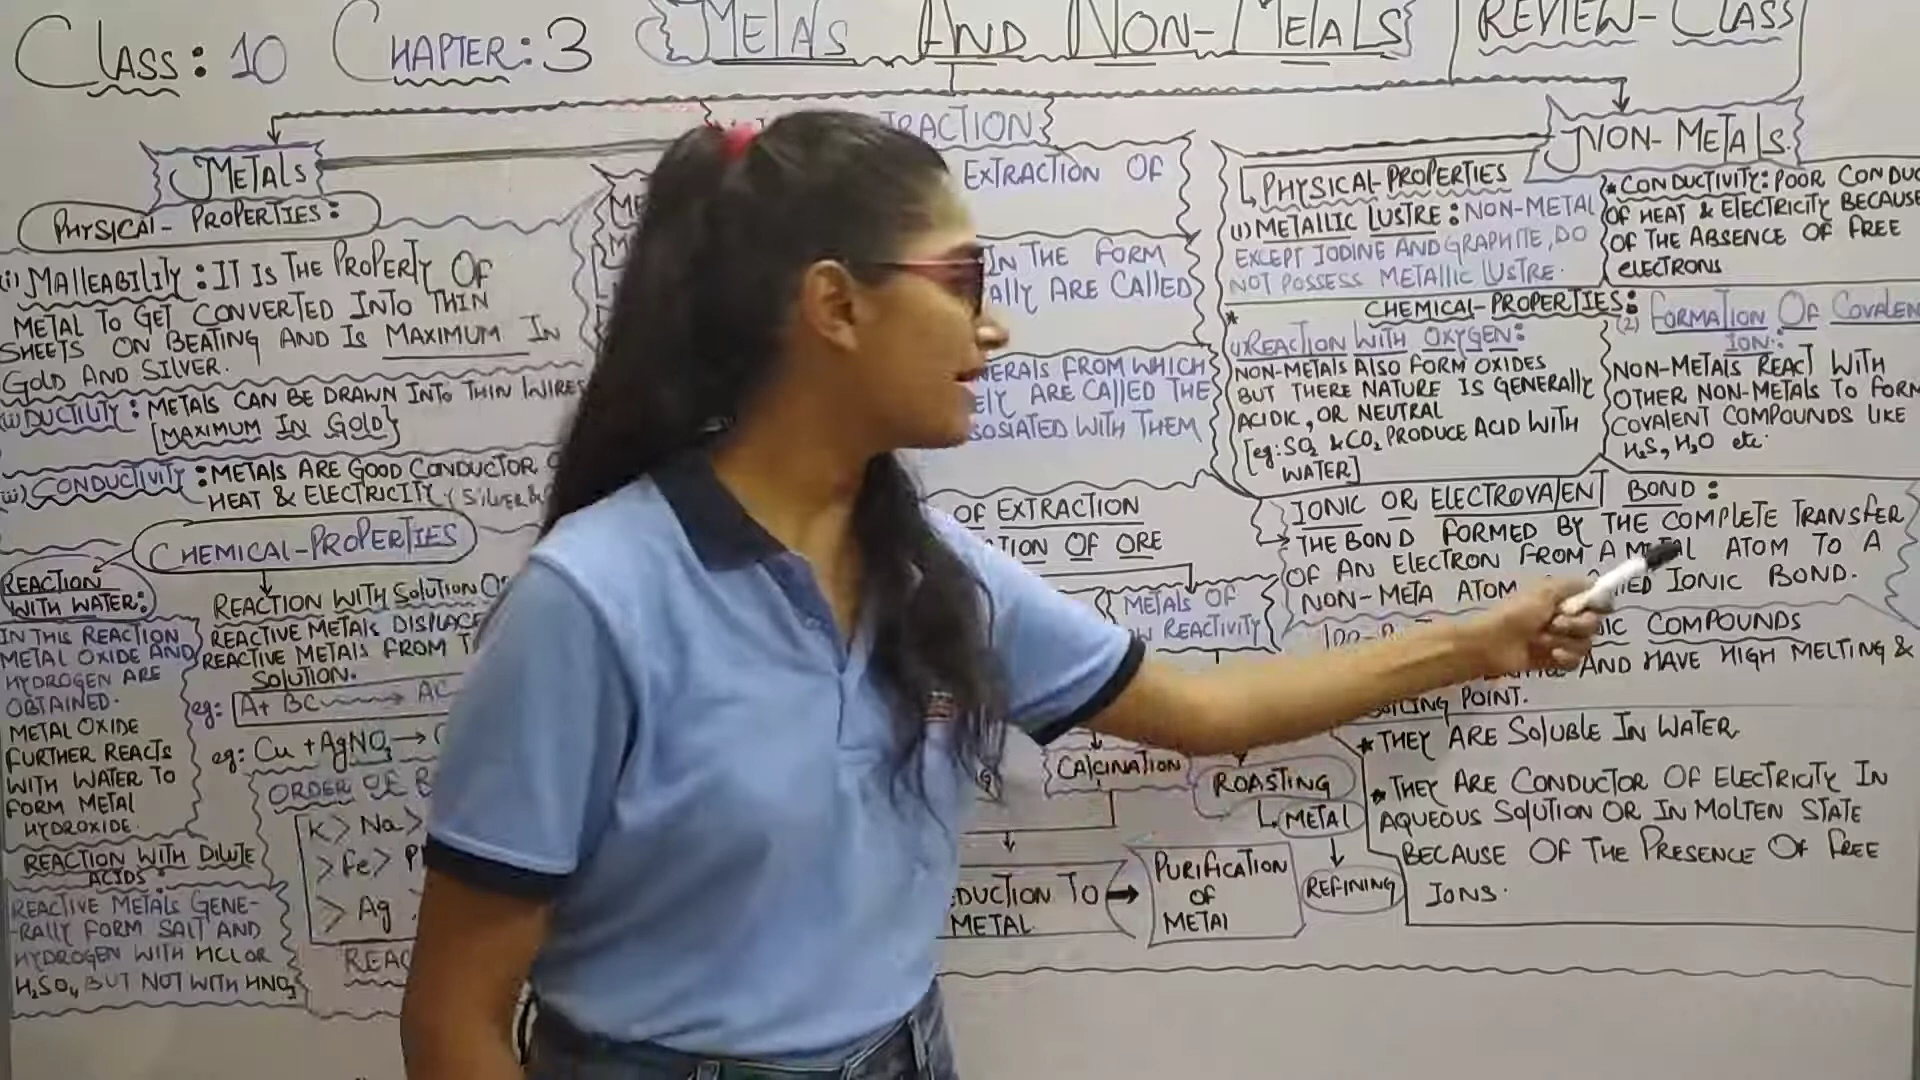 CLASS: 10 CHAPTER: 3 METALS AND NON-METALS REVIEW-CLASS
METALS
PHYSICAL-PROPERTIES:
(i) MALLEABILITY: IT IS THE PROPERTY OF
METAL TO GET CONVERTED INTO THIN
SHEETS ON BEATING AND IS MAXIMUM IN
GOLD AND SILVER.
(ii) DUCTILITY: METALS CAN BE DRAWN INTO THIN WIRES
[MAXIMUM IN GOLD}
(iii) CONDUCTIVITY: METALS ARE GOOD CONDUCTOR
HEAT & ELECTRICITY (SILVER &
CHEMICAL-PROPERTIES
REACTION
WITH WATER:
IN THIS REACTION
METAL OXIDE AND
HYDROGEN ARE
OBTAINED.
METAL OXIDE
FURTHER REACTS
WITH WATER TO
FORM METAL
HYDROXIDE.
REACTION WITH DILUTE
ACIDS:
REACTIVE METALS GENE-
-RALLY FORM SALT AND
HYDROGEN WITH HCL OR
H₂SO₄, BUT NOT WITH HNO₃
REACTION WITH SOLUTION
REACTIVE METALS DISPLACE
REACTIVE METALS FROM
SOLUTION.
eg: A+ BC → AC
eg: Cu + AgNO₃ →
ORDER OF
K > Na >
> Fe >
> Ag
EXTRACTION OF
IN THE FORM
ARE CALLED
FROM WHICH
ARE CALLED THE
WITH THEM
OF EXTRACTION
OF ORE
METALS OF
REACTIVITY
CALCINATION
ROASTING
METAL
REFINING
TO
METAL
PURIFICATION
OF
METAL
NON-METALS.
PHYSICAL-PROPERTIES
(1) METALLIC LUSTRE: NON-METAL
EXCEPT IODINE AND GRAPHITE, DO
NOT POSSESS METALLIC LUSTRE.
* CONDUCTIVITY: POOR
OF HEAT & ELECTRICITY BECAUSE
OF THE ABSENCE OF FREE
ELECTRONS
CHEMICAL-PROPERTIES:
*
1) REACTION WITH OXYGEN:
NON-METALS ALSO FORM OXIDES
BUT THERE NATURE IS GENERALLY
ACIDIC, OR NEUTRAL
[eg: SO₂ & CO₂ PRODUCE ACID WITH
WATER]
(2) FORMATION OF COVALEN
ION:
NON-METALS REACT WITH
OTHER NON-METALS TO FORM
COVALENT COMPOUNDS LIKE
H₂S, H₂O etc.
IONIC OR ELECTROVALENT BOND:
THE BOND FORMED BY THE COMPLETE TRANSFER
OF AN ELECTRON FROM A METAL ATOM TO A
NON-META ATOM IONIC BOND.
COMPOUNDS
AND HAVE HIGH MELTING &
BOILING POINT.
* THEY ARE SOLUBLE IN WATER
* THEY ARE CONDUCTOR OF ELECTRICITY IN
AQUEOUS SOLUTION OR IN MOLTEN STATE
BECAUSE OF THE PRESENCE OF FREE
IONS.